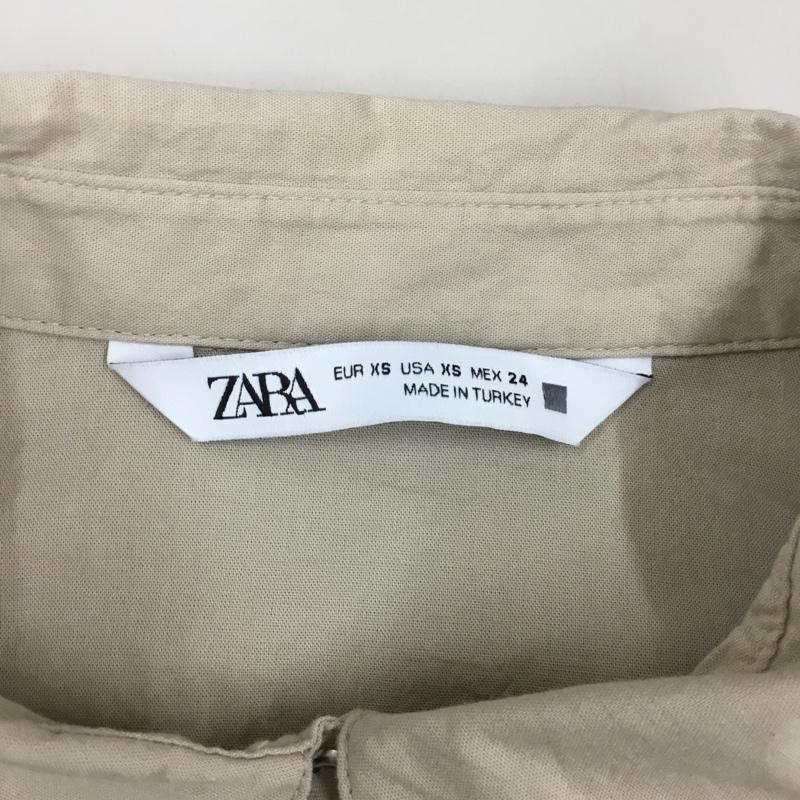 ZARA
EUR XS USA XS MEX 24
MADE IN TURKEY